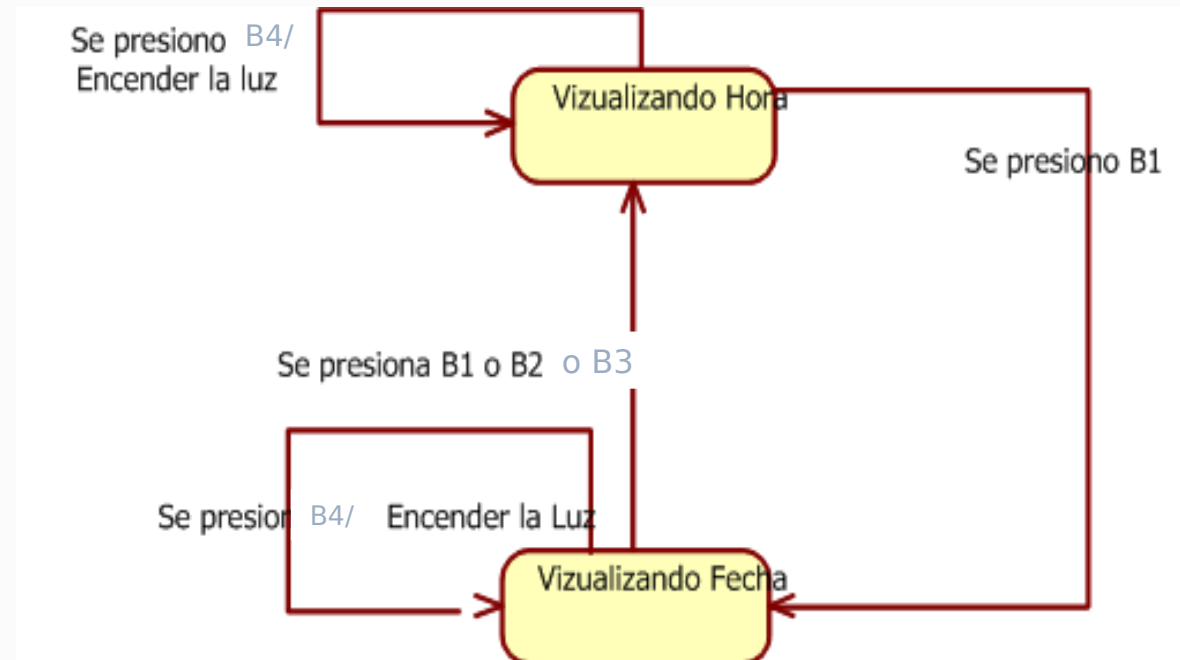 Se presiono B4/
Encender la luz
Vizualizando Hora
Se presiono B1
Se presiona B1 o B2 o B3
Se presior B4/ Encender la Luz
Vizualizando Fecha